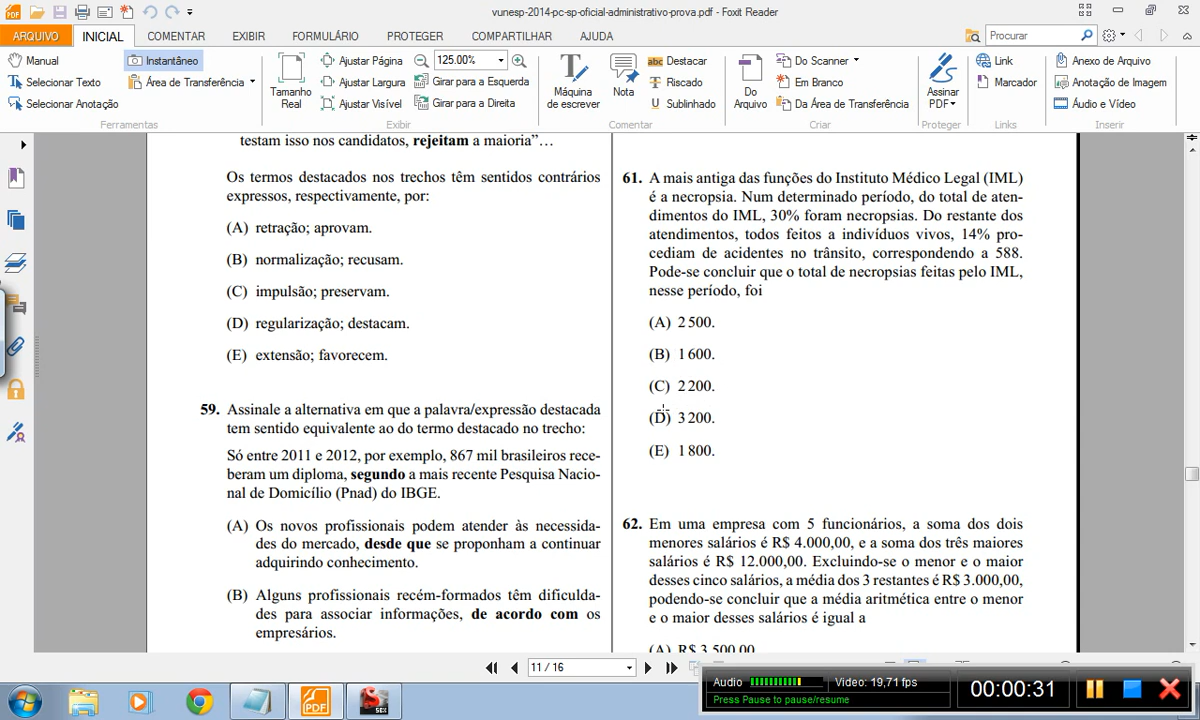 vunesp-2014-pc-sp-oficial-administrativo-prova.pdf - Foxit Reader
ARQUIVO INICIAL COMENTAR EXIBIR FORMULÁRIO PROTEGER COMPARTILHAR AJUDA Procurar
Manual Instantâneo
Selecionar Texto Área de Transferência
Selecionar Anotação
Ferramentas
Tamanho Real
Ajustar Página 125.00%
Ajustar Largura Girar para a Esquerda
Ajustar Visível Girar para a Direita
Exibir
Máquina de escrever
Nota
abc Destacar
Riscado
U Sublinhado
Comentar
Do Arquivo
Do Scanner
Em Branco
Da Área de Transferência
Criar
Assinar PDF
Proteger
Link
Marcador
Links
Anexo de Arquivo
Anotação de Imagem
Áudio e Vídeo
Inserir
testam isso nos candidatos, rejeitam a maioria”…
Os termos destacados nos trechos têm sentidos contrários
expressos, respectivamente, por:
(A) retração; aprovam.
(B) normalização; recusam.
(C) impulsão; preservam.
(D) regularização; destacam.
(E) extensão; favorecem.
59. Assinale a alternativa em que a palavra/expressão destacada
tem sentido equivalente ao do termo destacado no trecho:
Só entre 2011 e 2012, por exemplo, 867 mil brasileiros rece-
beram um diploma, segundo a mais recente Pesquisa Nacio-
nal de Domicílio (Pnad) do IBGE.
(A) Os novos profissionais podem atender às necessida-
des do mercado, desde que se proponham a continuar
adquirindo conhecimento.
(B) Alguns profissionais recém-formados têm dificulda-
des para associar informações, de acordo com os
empresários.
61. A mais antiga das funções do Instituto Médico Legal (IML)
é a necropsia. Num determinado período, do total de aten-
dimentos do IML, 30% foram necropsias. Do restante dos
atendimentos, todos feitos a indivíduos vivos, 14% pro-
cediam de acidentes no trânsito, correspondendo a 588.
Pode-se concluir que o total de necropsias feitas pelo IML,
nesse período, foi
(A) 2 500.
(B) 1 600.
(C) 2 200.
(D) 3 200.
(E) 1 800.
62. Em uma empresa com 5 funcionários, a soma dos dois
menores salários é R$ 4.000,00, e a soma dos três maiores
salários é R$ 12.000,00. Excluindo-se o menor e o maior
desses cinco salários, a média dos 3 restantes é R$ 3.000,00,
podendo-se concluir que a média aritmética entre o menor
e o maior desses salários é igual a
(A) R$ 3.500,00
11 / 16
Audio Video: 19,71 fps
Press Pause to pause/resume
00:00:31
PDF
SEX